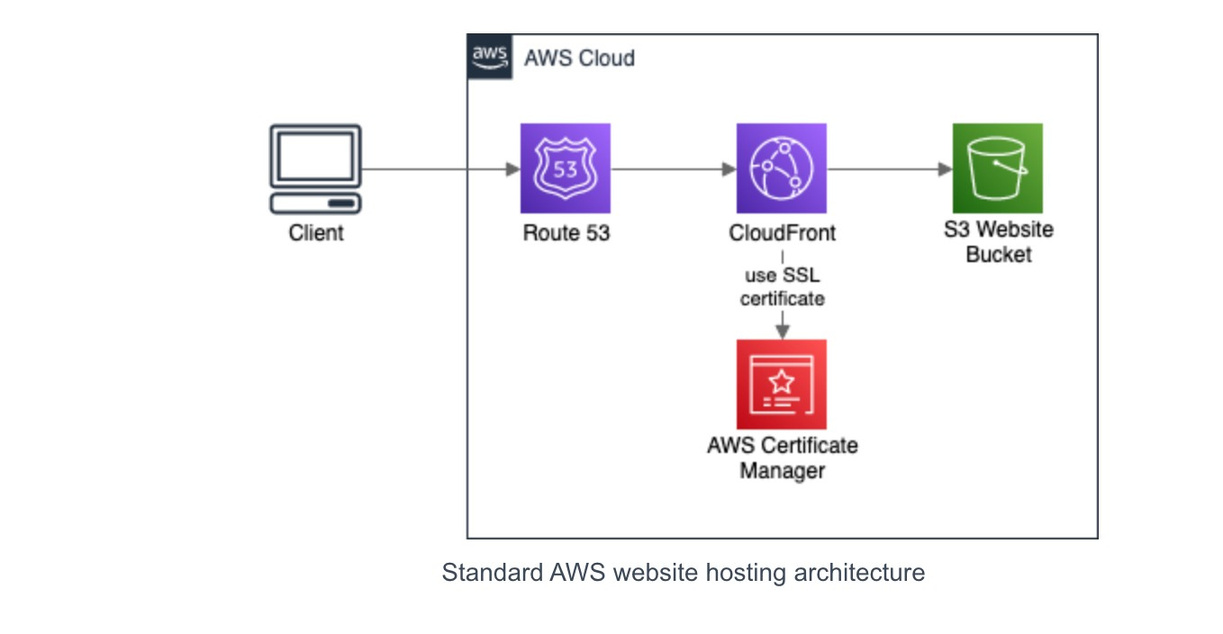 aws
AWS Cloud
53
Client
Route 53
CloudFront
S3 Website
Bucket
use SSL
certificate
AWS Certificate
Manager
Standard AWS website hosting architecture